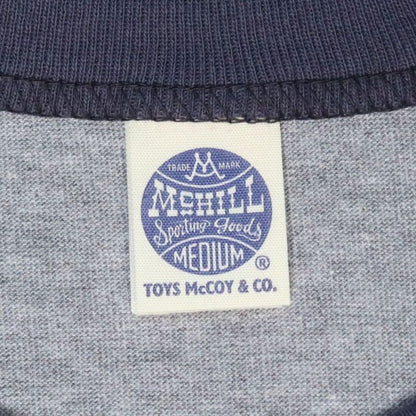 TRADE MARK
McHILL
Sporting Goods
MEDIUM ®
TOYS McCOY & CO.